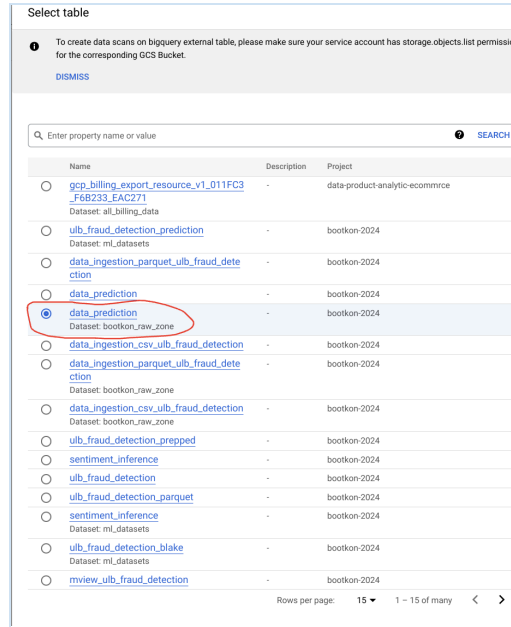 Select table
To create data scans on bigquery external table, please make sure your service account has storage.objects.list
for the corresponding GCS Bucket.
DISMISS
Enter property name or value
SEARCH
Name Description Project
gcp_billing_export_resource_v1_011FC3 - data-product-analytic-ecommrce
_F6B233_EAC271
Dataset: all_billing_data
ulb_fraud_detection_prediction - bootkon-2024
Dataset: ml_datasets
data_ingestion_parquet_ulb_fraud_dete - bootkon-2024
ction
data_prediction - bootkon-2024
data_prediction - bootkon-2024
Dataset: bootkon_raw_zone
data_ingestion_csv_ulb_fraud_detection - bootkon-2024
data_ingestion_parquet_ulb_fraud_dete - bootkon-2024
ction
Dataset: bootkon_raw_zone
data_ingestion_csv_ulb_fraud_detection - bootkon-2024
Dataset: bootkon_raw_zone
ulb_fraud_detection_prepped - bootkon-2024
sentiment_inference - bootkon-2024
ulb_fraud_detection - bootkon-2024
ulb_fraud_detection_parquet - bootkon-2024
sentiment_inference - bootkon-2024
Dataset: ml_datasets
ulb_fraud_detection_blake - bootkon-2024
Dataset: ml_datasets
mview_ulb_fraud_detection - bootkon-2024
Rows per page: 15 1 – 15 of many